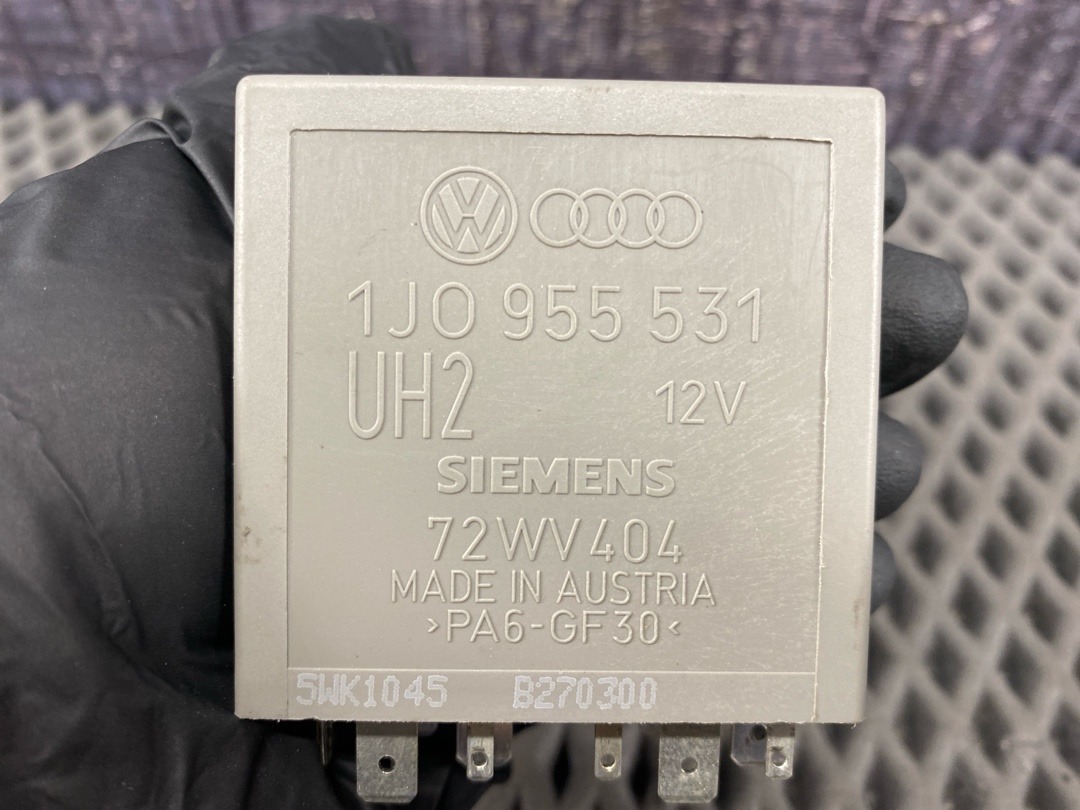 1J0 955 531
UH2 12V
SIEMENS
72WV404
MADE IN AUSTRIA
>PA6-GF30<
5WK1045 B270300